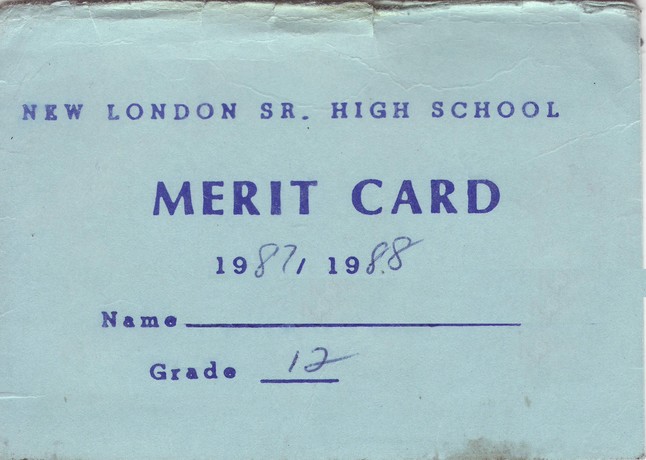 NEW LONDON SR. HIGH SCHOOL
MERIT CARD
1987/1988
Name
Grade 12